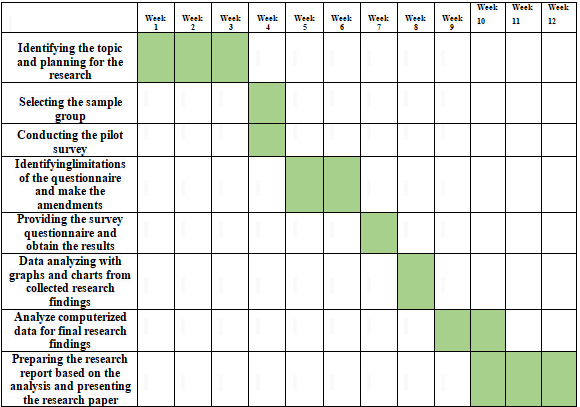 Week Week Week Week Week Week Week Week Week Week Week Week
1 2 3 4 5 6 7 8 9 10 11 12
Identifying the topic
and planning for the
research
Selecting the sample
group
Conducting the pilot
survey
Identifyinglimitations
of the questionnaire
and make the
amendments
Providing the survey
questionnaire and
obtain the results
Data analyzing with
graphs and charts from
collected research
findings
Analyze computerized
data for final research
findings
Preparing the research
report based on the
analysis and presenting
the research paper